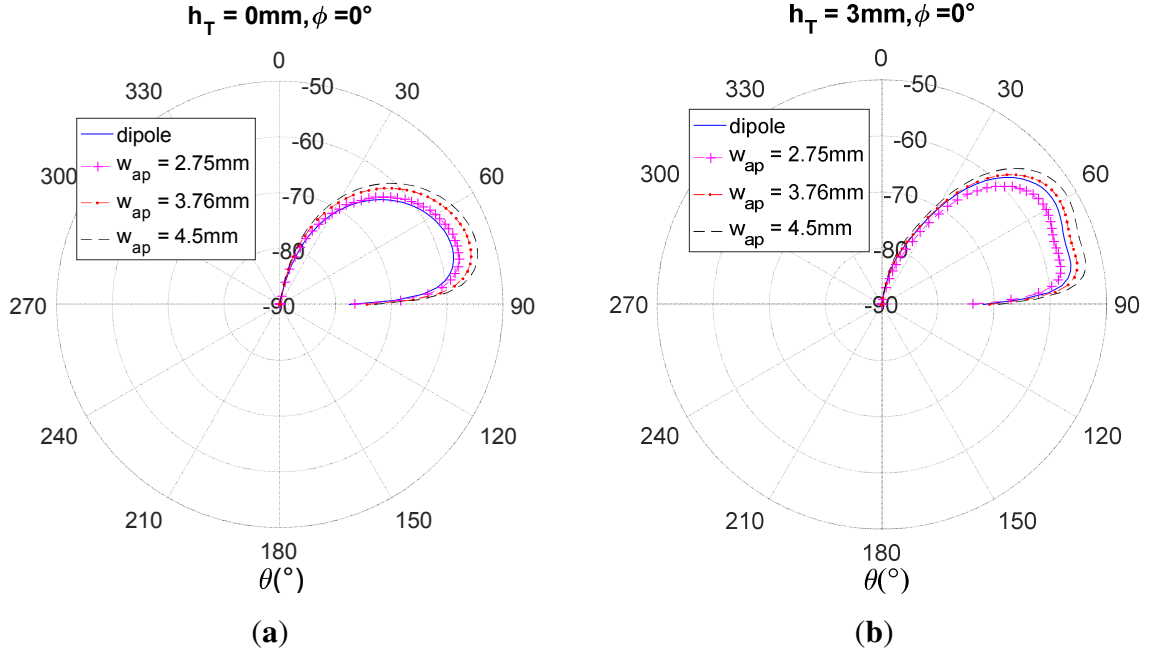 h_T = 0mm, ϕ =0°
0
30
60
90
120
150
180
210
240
270
300
330
-50
-60
-70
-80
-90
dipole
w_ap = 2.75mm
w_ap = 3.76mm
w_ap = 4.5mm
θ(°)
(a)
h_T = 3mm, ϕ =0°
0
30
60
90
120
150
180
210
240
270
300
330
-50
-60
-70
-80
-90
dipole
w_ap = 2.75mm
w_ap = 3.76mm
w_ap = 4.5mm
θ(°)
(b)